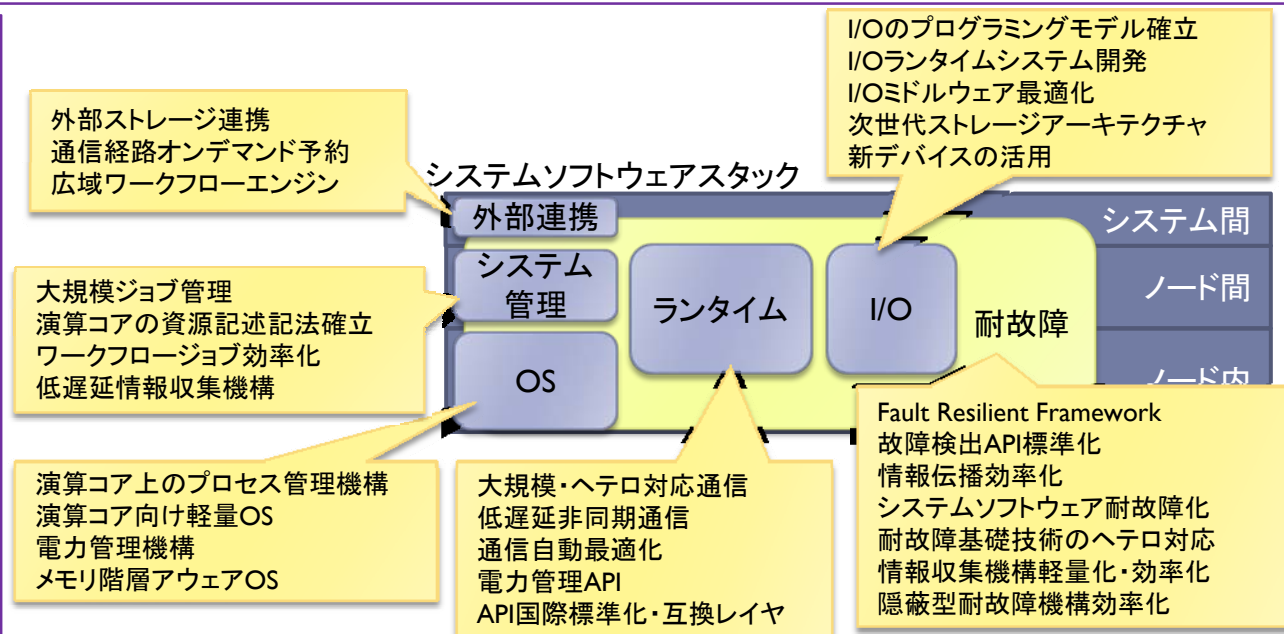 I/Oのプログラミングモデル確立
I/Oランタイムシステム開発
I/Oミドルウェア最適化
次世代ストレージアーキテクチャ
新デバイスの活用
外部ストレージ連携
通信経路オンデマンド予約
広域ワークフローエンジン
システムソフトウェアスタック
外部連携
システム間
システム
管理
ランタイム
I/O
ノード間
耐故障
OS
ノード内
大規模ジョブ管理
演算コアの資源記述記法確立
ワークフロージョブ効率化
低遅延情報収集機構
演算コア上のプロセス管理機構
演算コア向け軽量OS
電力管理機構
メモリ階層アウェアOS
大規模・ヘテロ対応通信
低遅延非同期通信
通信自動最適化
電力管理API
API国際標準化・互換レイヤ
Fault Resilient Framework
故障検出API標準化
情報伝播効率化
システムソフトウェア耐故障化
耐故障基礎技術のヘテロ対応
情報収集機構軽量化・効率化
隠蔽型耐故障機構効率化